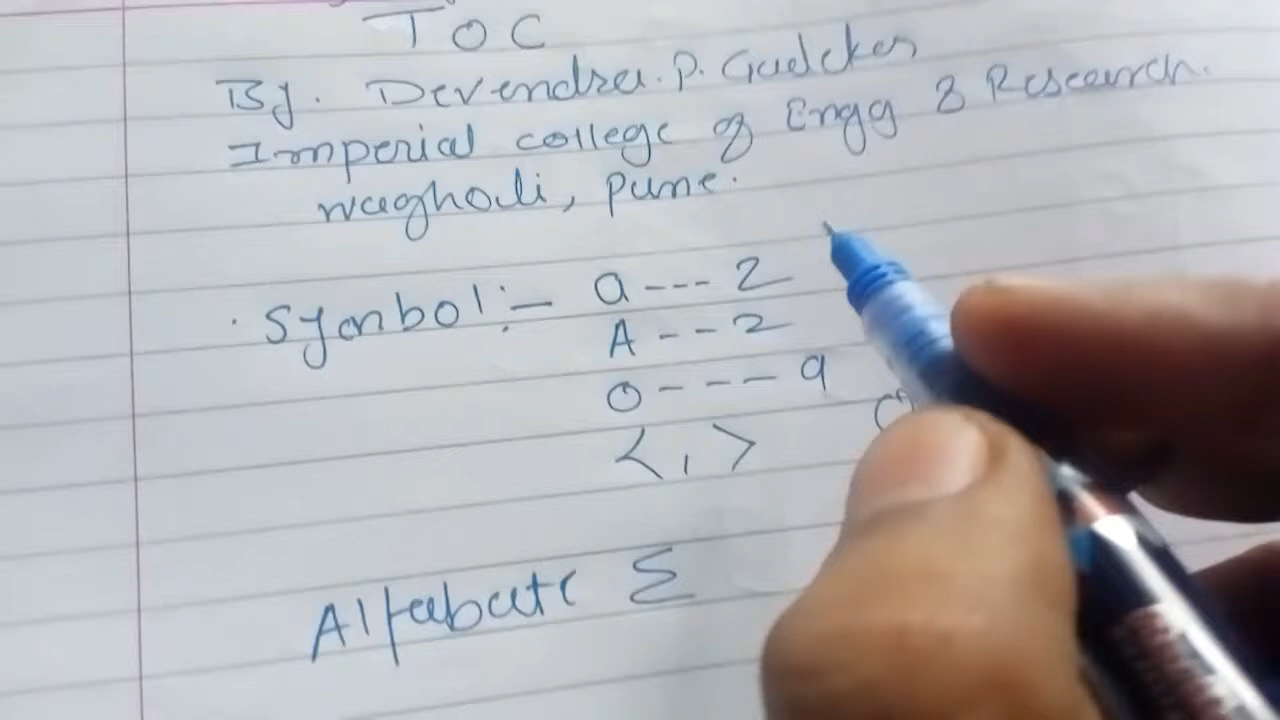 TOC
By. Devendra. P. Gadekar
Imperial college of Engg & Research.
wagholi, Pune.
Symbol :- a --- z
A -- z
0 --- 9
< , >
Alfabate Σ